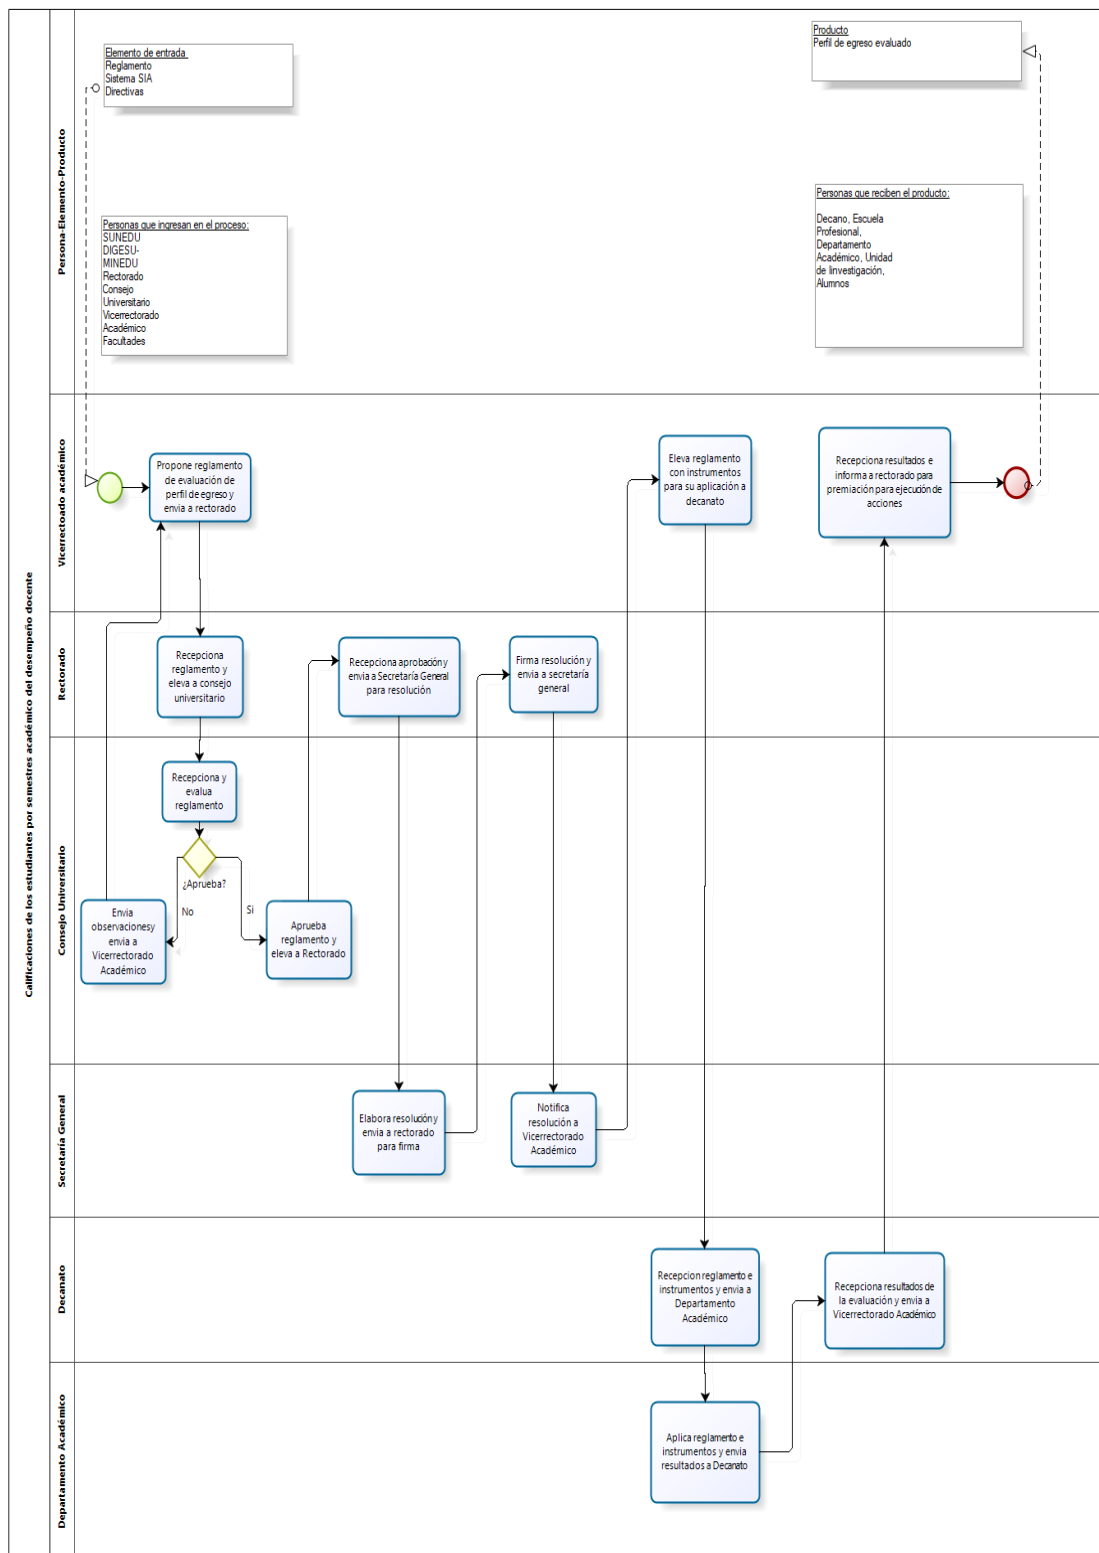 Calificaciones de los estudiantes por semestres académico del desempeño docente
Persona-Elemento-Producto
Elemento de entrada
Reglamento
Sistema SIA
Directivas
Producto
Perfil de egreso evaluado
Personas que ingresan en el proceso:
SUNEDU
DIGESU-
MINEDU
Rectorado
Consejo
Universitario
Vicerrectorado
Académico
Facultades
Personas que reciben el producto:
Decano, Escuela
Profesional,
Departamento
Académico, Unidad
de Iinvestigación,
Alumnos
Vicerrectoado académico
Propone reglamento
de evaluación de
perfil de egreso y
envia a rectorado
Eleva reglamento
con instrumentos
para su aplicación a
decanato
Recepciona resultados e
informa a rectorado para
premiación para ejecución de
acciones
Rectorado
Recepciona
reglamento y
eleva a consejo
universitario
Recepciona aprobación y
envia a Secretaría General
para resolución
Firma resolución y
envia a secretaría
general
Consejo Universitario
Recepciona y
evalua
reglamento
¿Aprueba?
No
Si
Envia
observacionesy
envia a
Vicerrectorado
Académico
Aprueba
reglamento y
eleva a Rectorado
Secretaría General
Elabora resolución y
envia a rectorado
para firma
Notifica
resolución a
Vicerrectorado
Académico
Decanato
Recepcion reglamento e
instrumentos y envia a
Departamento
Académico
Recepciona resultados de
la evaluación y envia a
Vicerrectorado Académico
Departamento Académico
Aplica reglamento e
instrumentos y envia
resultados a Decanato